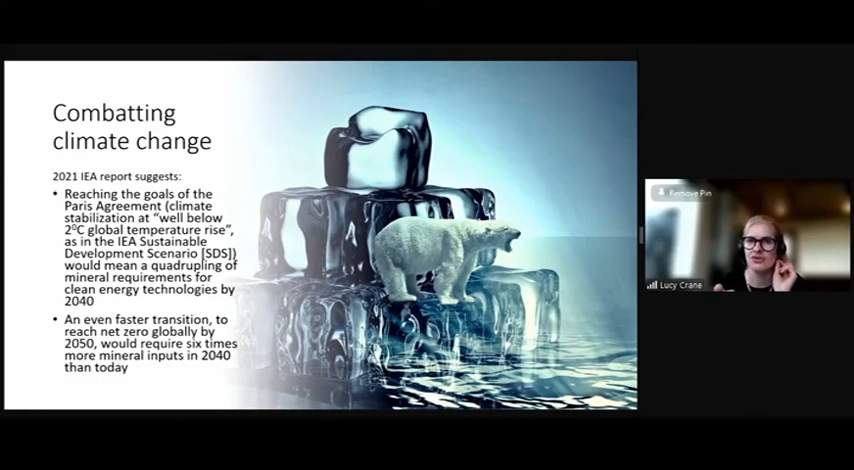 Combatting
climate change
2021 IEA report suggests:
• Reaching the goals of the
Paris Agreement (climate
stabilization at “well below
2⁰C global temperature rise”,
as in the IEA Sustainable
Development Scenario [SDS])
would mean a quadrupling of
mineral requirements for
clean energy technologies by
2040
• An even faster transition, to
reach net zero globally by
2050, would require six times
more mineral inputs in 2040
than today
Remove Pin
Lucy Crane